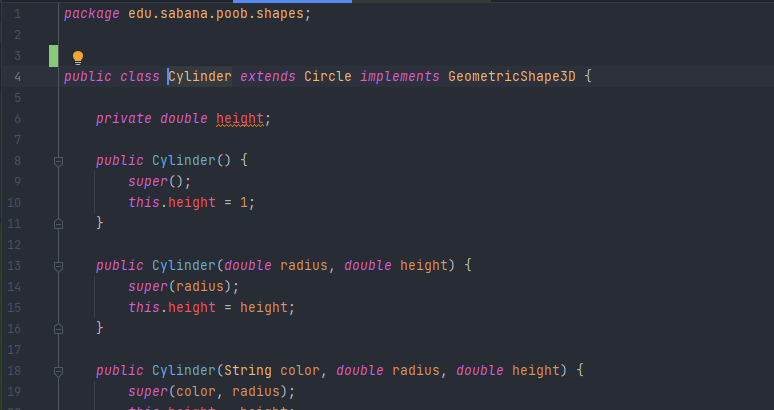 1 package edu.sabana.poob.shapes;
2
3
4 public class Cylinder extends Circle implements GeometricShape3D {
5
6 private double height;
7
8 public Cylinder() {
9 super();
10 this.height = 1;
11 }
12
13 public Cylinder(double radius, double height) {
14 super(radius);
15 this.height = height;
16 }
17
18 public Cylinder(String color, double radius, double height) {
19 super(color, radius);